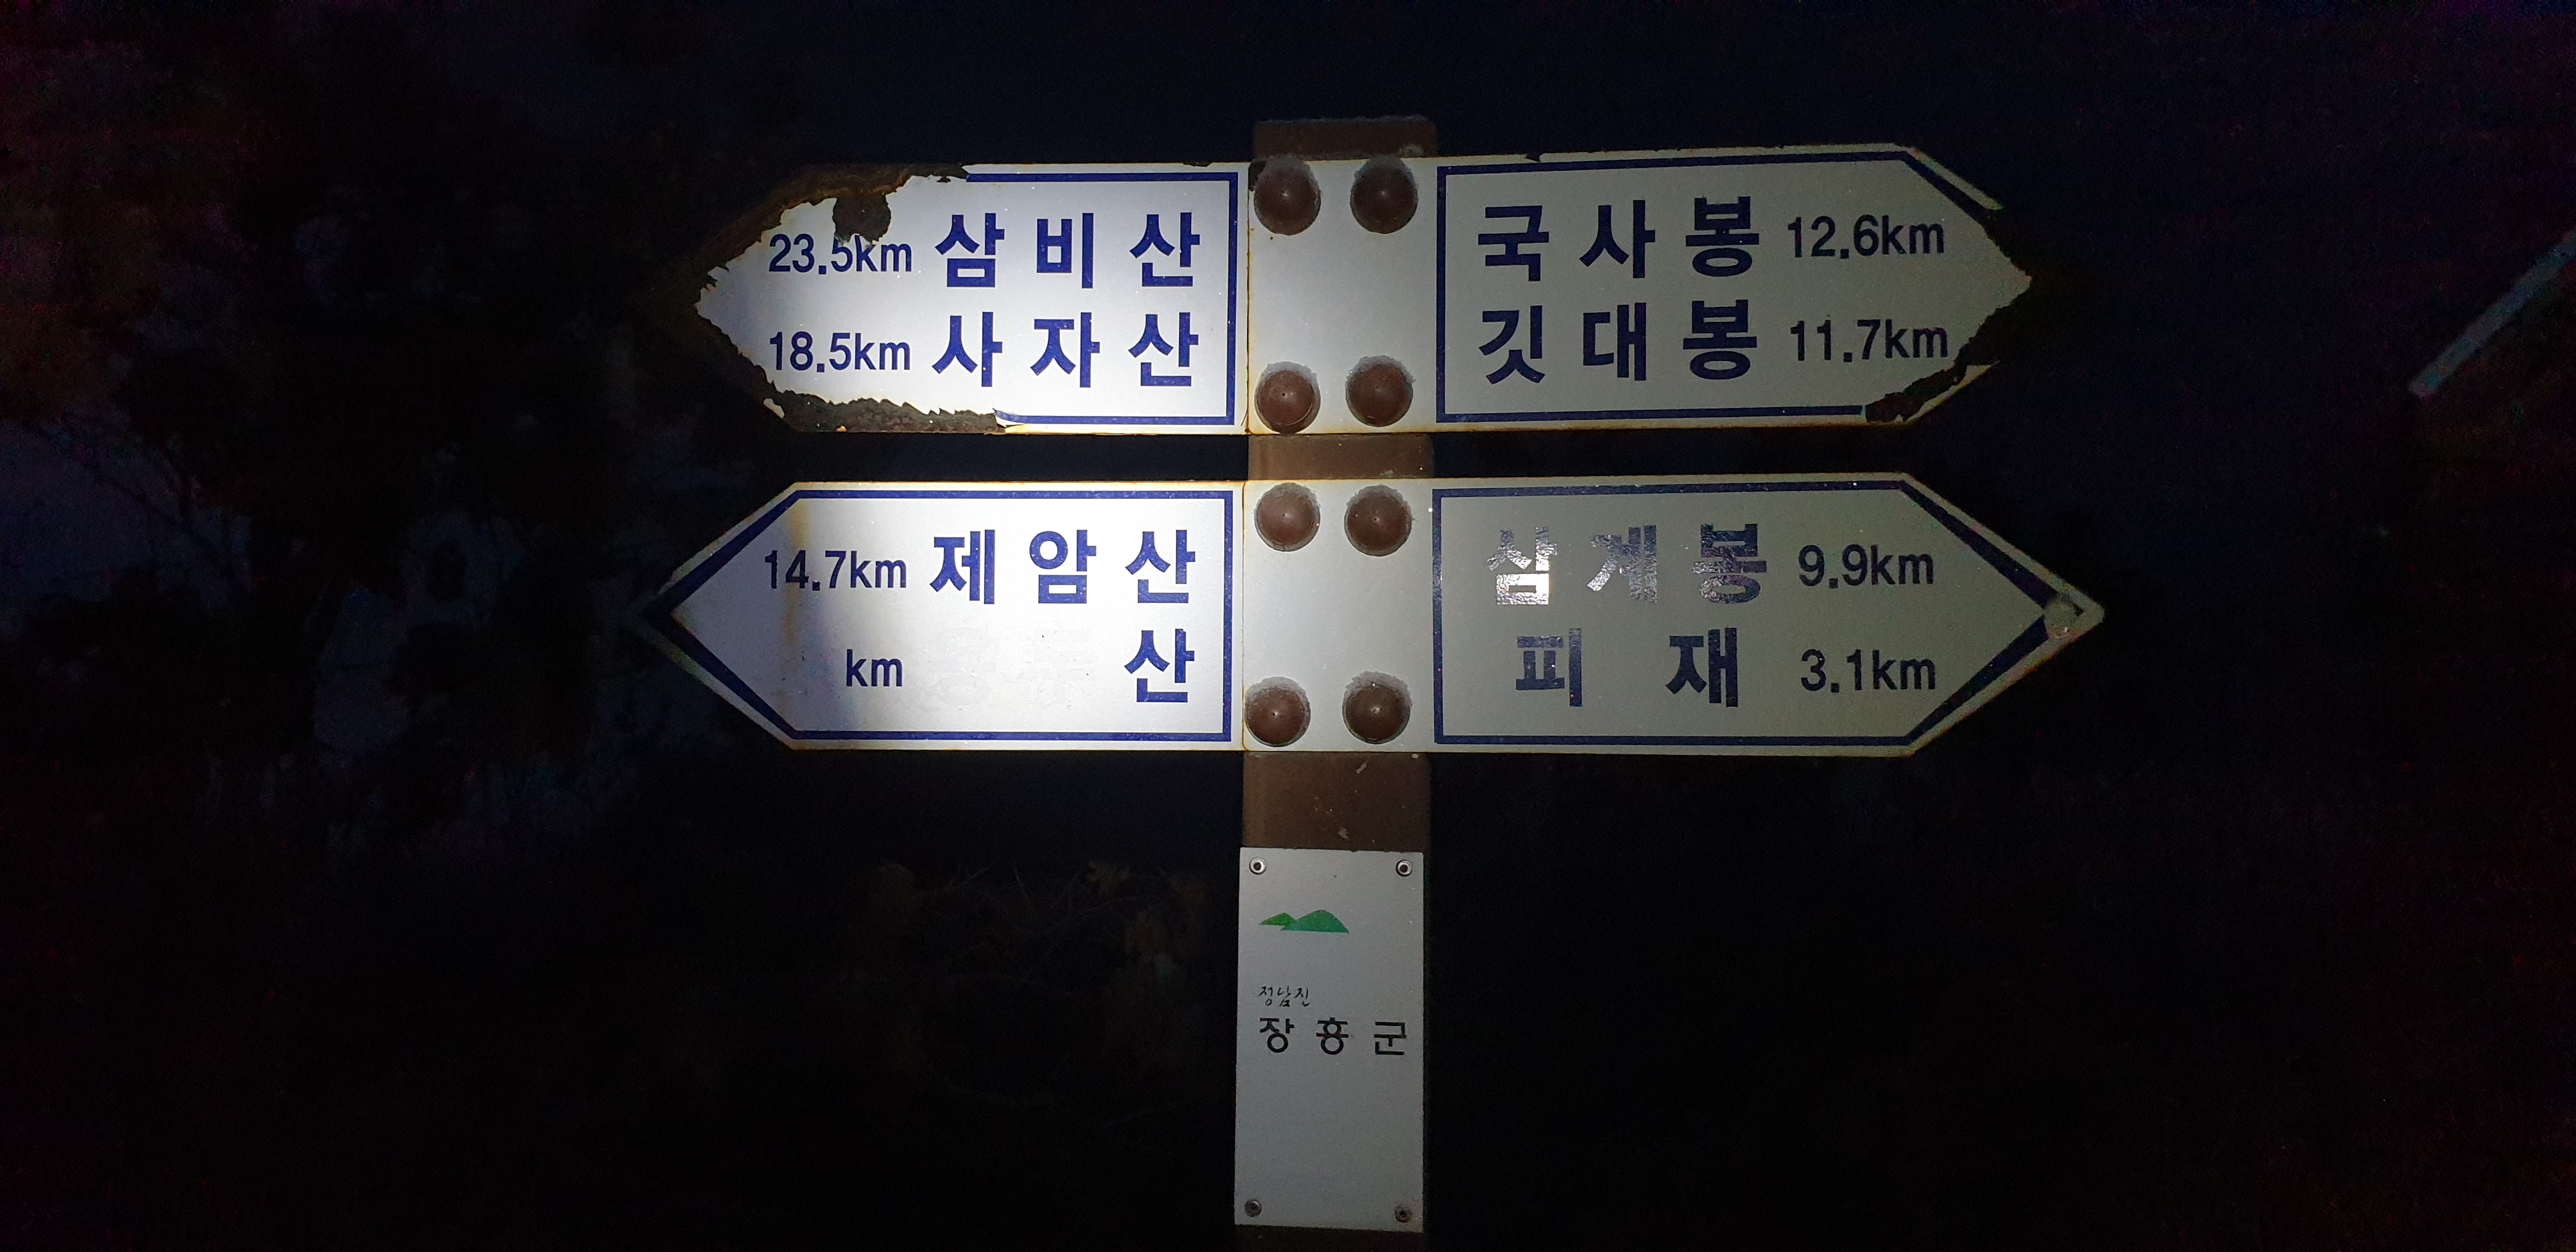 23.5km 삼비산
18.5km 사자산
국사봉 12.6km
깃대봉 11.7km
14.7km 제암산
km 산
삼계봉 9.9km
피재 3.1km
정남진
장흥군